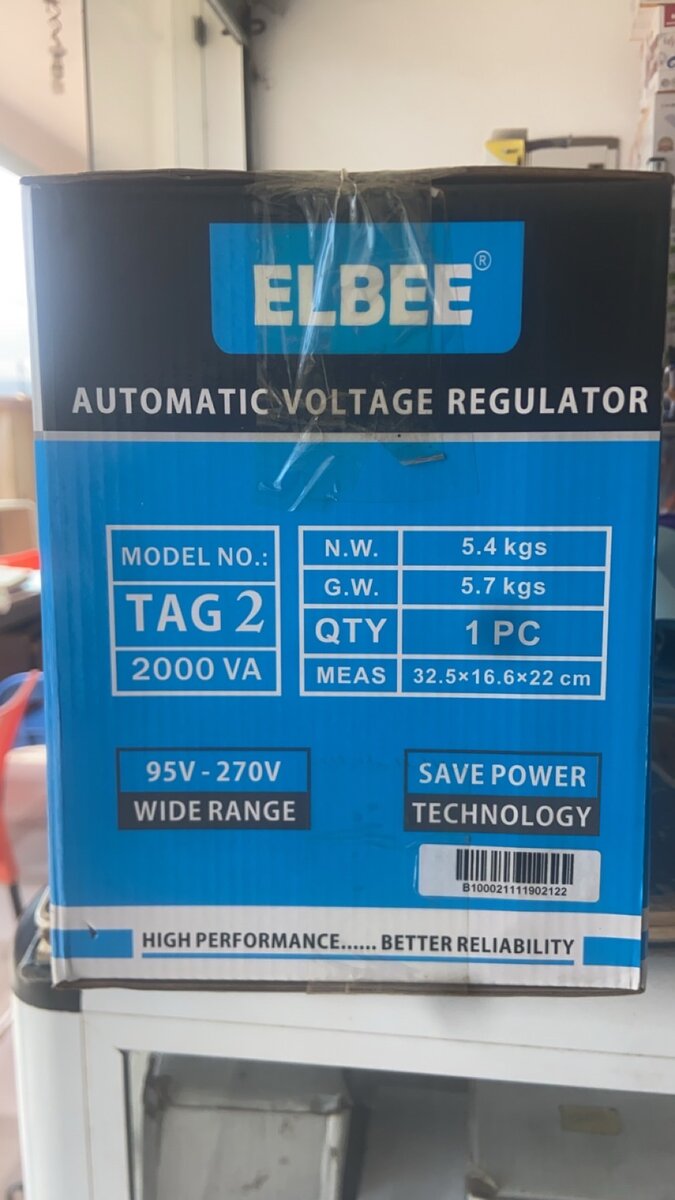 ELBEE®
AUTOMATIC VOLTAGE REGULATOR
MODEL NO.:
TAG 2
2000 VA
N.W. 5.4 kgs
G.W. 5.7 kgs
QTY 1 PC
MEAS 32.5×16.6×22 cm
95V - 270V
WIDE RANGE
SAVE POWER
TECHNOLOGY
B100021111902122
HIGH PERFORMANCE...... BETTER RELIABILITY